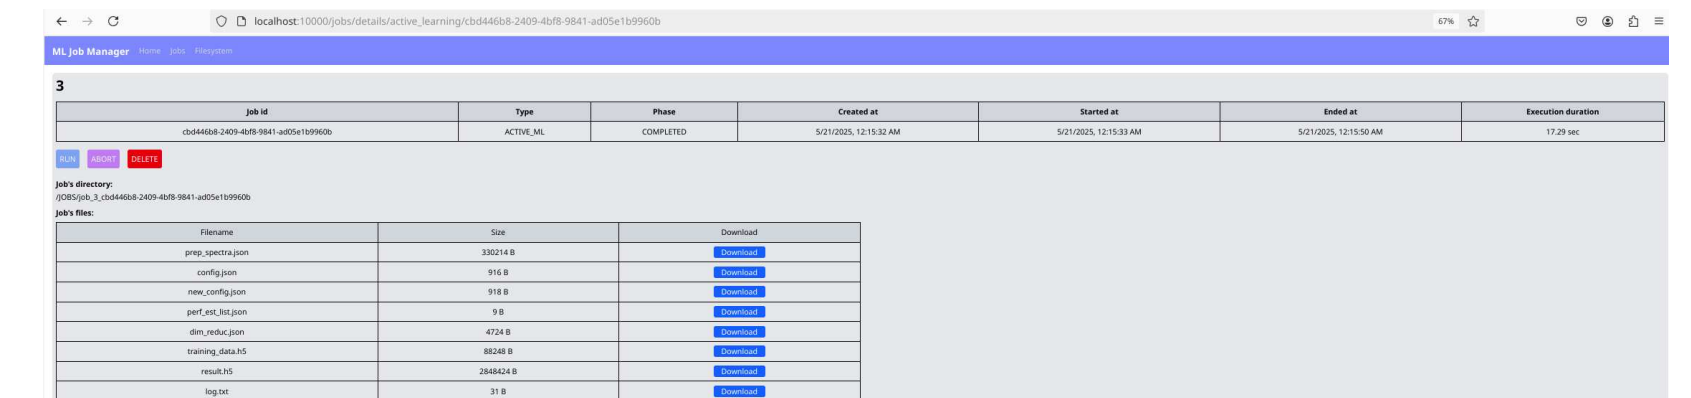 localhost:10000/jobs/details/active_learning/cbd446b8-2409-4bf8-9841-ad05e1b9960b 67%
ML Job Manager Home Jobs Filesystem
3
Job id Type Phase Created at Started at Ended at Execution duration
cbd446b8-2409-4bf8-9841-ad05e1b9960b ACTIVE_ML COMPLETED 5/21/2025, 12:15:32 AM 5/21/2025, 12:15:33 AM 5/21/2025, 12:15:50 AM 17.29 sec
RUN ABORT DELETE
Job's directory:
/JOBS/job_3_cbd446b8-2409-4bf8-9841-ad05e1b9960b
Job's files:
Filename Size Download
prep_spectra.json 330214 B Download
config.json 916 B Download
new_config.json 918 B Download
perf_est_list.json 9 B Download
dim_reduc.json 4724 B Download
training_data.h5 88248 B Download
result.h5 2848424 B Download
log.txt 31 B Download